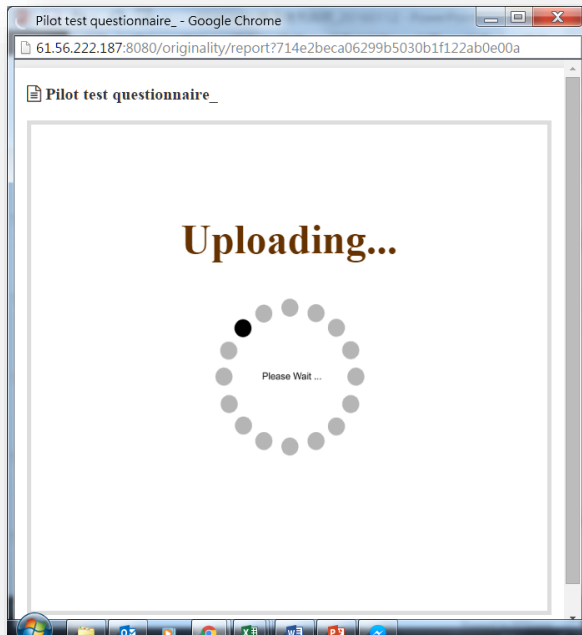 Pilot test questionnaire_ - Google Chrome
61.56.222.187:8080/originality/report?714e2beca06299b5030b1f122ab0e00a
Pilot test questionnaire_
Uploading...
Please Wait ...